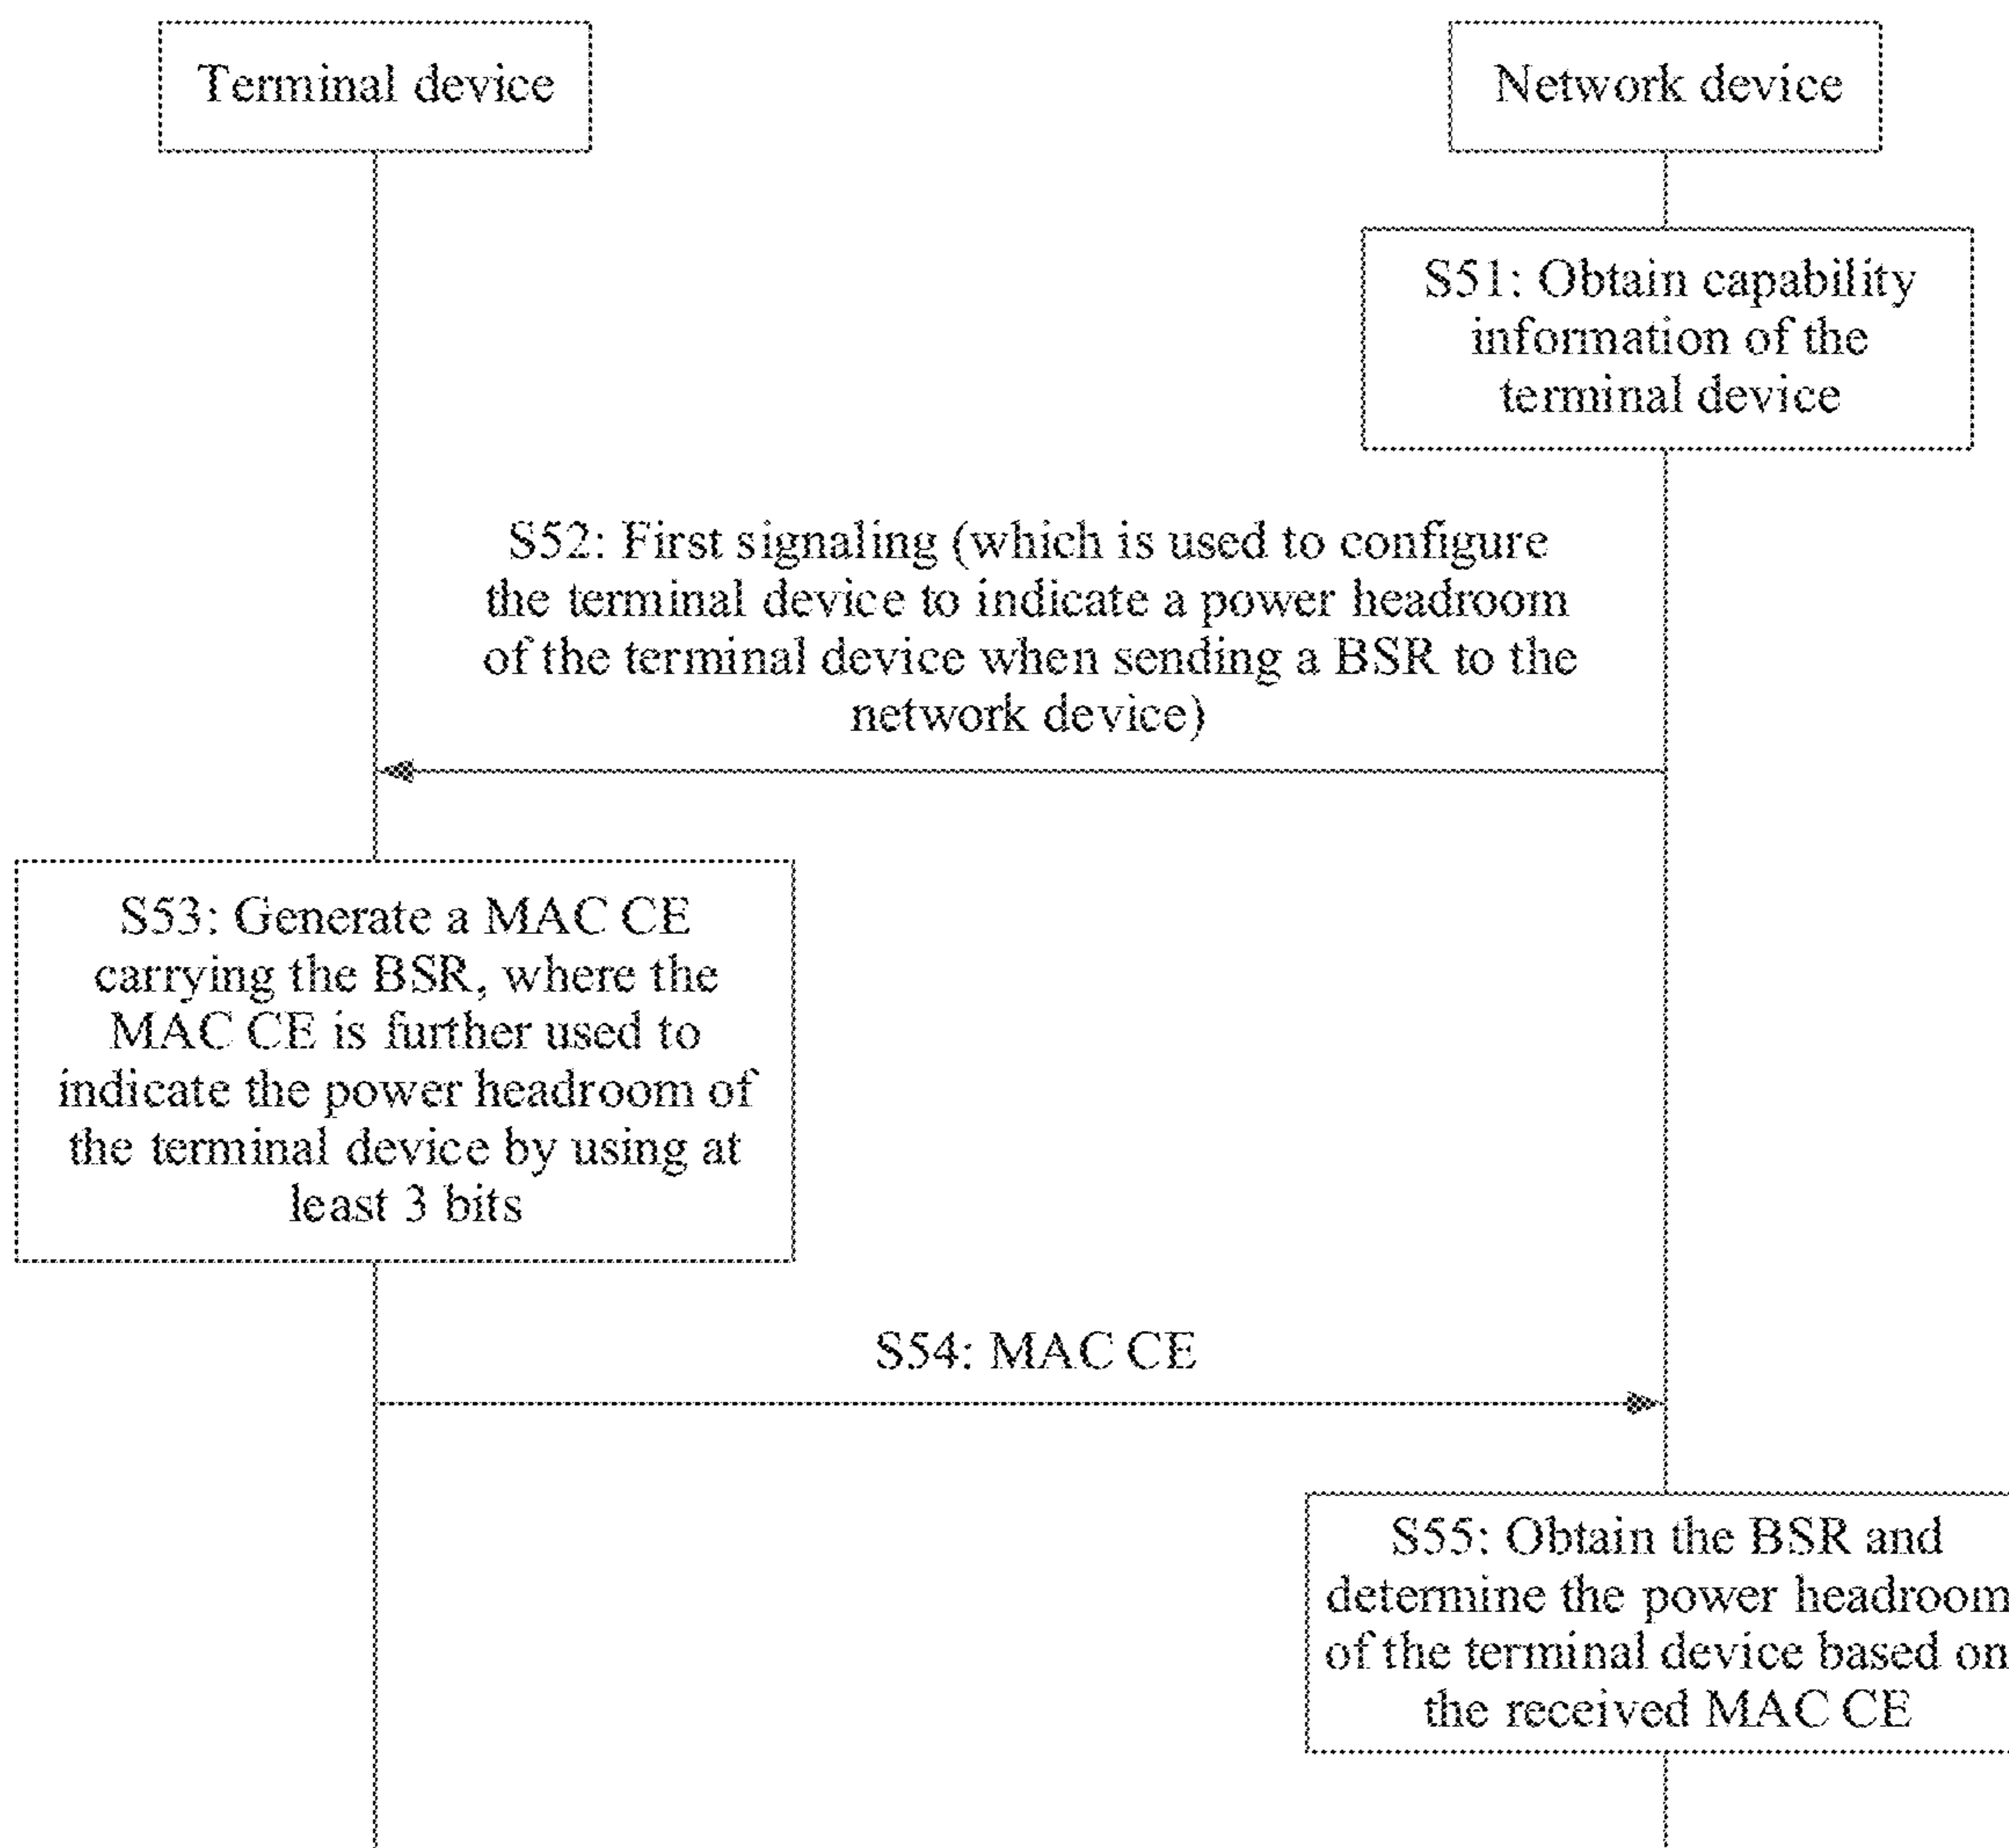 Terminal device
Network device
S51: Obtain capability
information of the
terminal device
S52: First signaling (which is used to configure
the terminal device to indicate a power headroom
of the terminal device when sending a BSR to the
network device)
S53: Generate a MAC CE
carrying the BSR, where the
MAC CE is further used to
indicate the power headroom of
the terminal device by using at
least 3 bits
S54: MAC CE
S55: Obtain the BSR and
determine the power headroom
of the terminal device based on
the received MAC CE